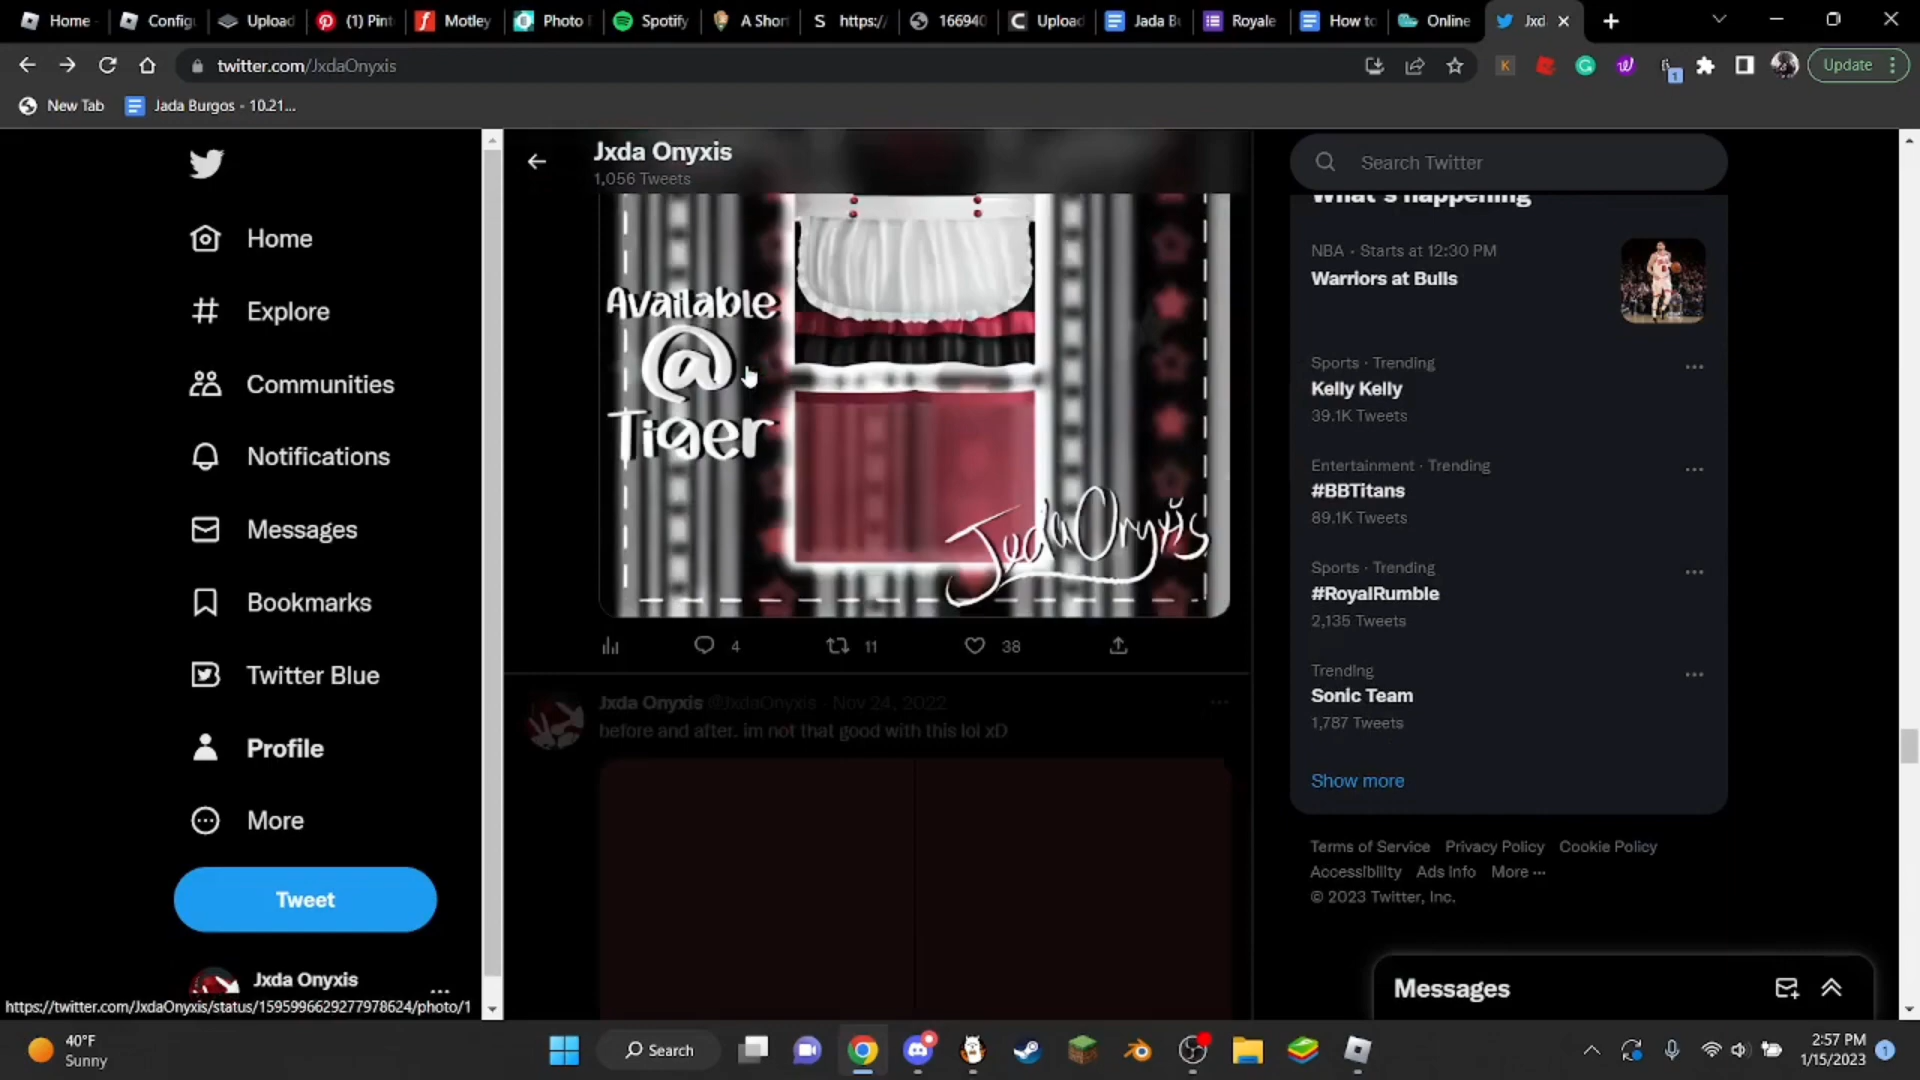 Home
Configu
Upload
(1) Pint
Motley
Photo
Spotify
A Shor
https:/
166940
Upload
Jada Bu
Royale
How to
Online
Jxd
twitter.com/JxdaOnyxis
Update
New Tab
Jada Burgos - 10.21...
Home
Explore
Communities
Notifications
Messages
Bookmarks
Twitter Blue
Profile
More
Tweet
Jxda Onyxis
https://twitter.com/JxdaOnyxis/status/1595996629277978624/photo/1
Jxda Onyxis
1,056 Tweets
Available
@
Tiger
JxdaOnyxis
4
11
38
Jxda Onyxis @JxdaOnyxis · Nov 24, 2022
before and after. im not that good with this lol xD
Search Twitter
What's happening
NBA · Starts at 12:30 PM
Warriors at Bulls
Sports · Trending
Kelly Kelly
39.1K Tweets
Entertainment · Trending
#BBTitans
89.1K Tweets
Sports · Trending
#RoyalRumble
2,135 Tweets
Trending
Sonic Team
1,787 Tweets
Show more
Terms of Service Privacy Policy Cookie Policy
Accessibility Ads info More ···
© 2023 Twitter, Inc.
Messages
40°F
Sunny
Search
2:57 PM
1/15/2023
1